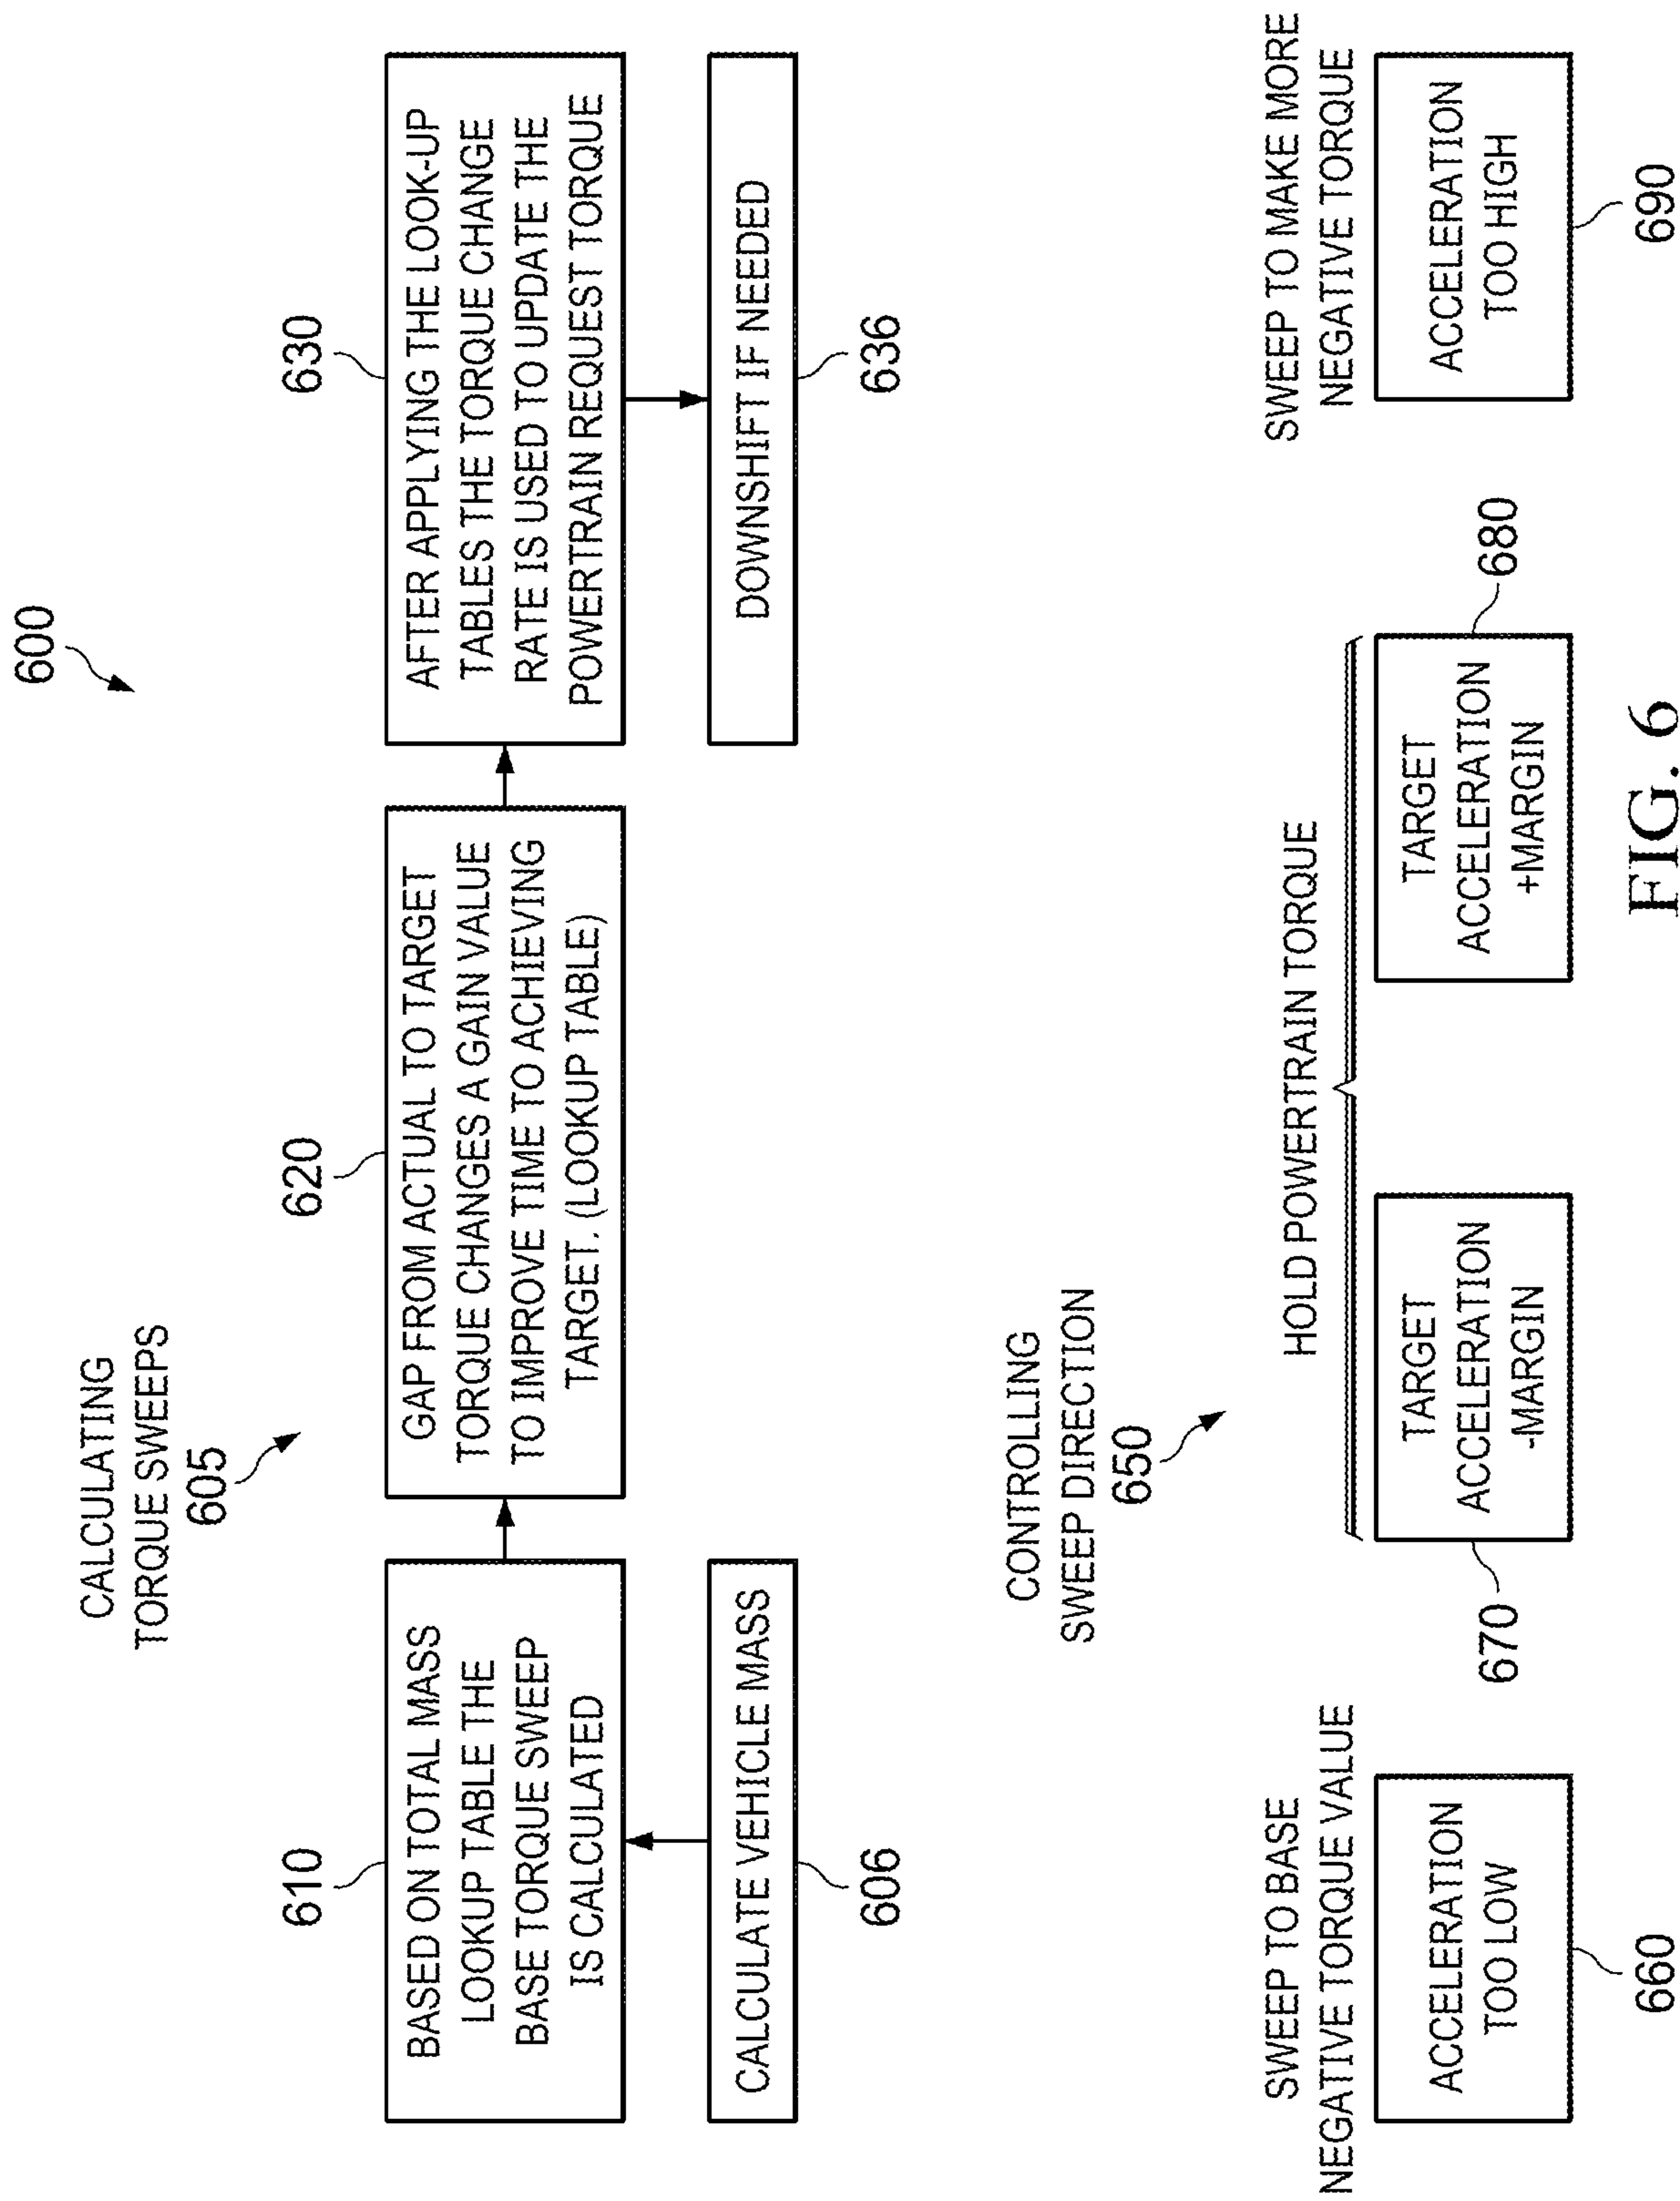 600
CALCULATING
TORQUE SWEEPS
605
610
BASED ON TOTAL MASS
LOOKUP TABLE THE
BASE TORQUE SWEEP
IS CALCULATED
CALCULATE VEHICLE MASS
606
620
GAP FROM ACTUAL TO TARGET
TORQUE CHANGES A GAIN VALUE
TO IMPROVE TIME TO ACHIEVING
TARGET. (LOOKUP TABLE)
630
AFTER APPLYING THE LOOK-UP
TABLES THE TORQUE CHANGE
RATE IS USED TO UPDATE THE
POWERTRAIN REQUEST TORQUE
DOWNSHIFT IF NEEDED
636
CONTROLLING
SWEEP DIRECTION
650
SWEEP TO BASE
NEGATIVE TORQUE VALUE
ACCELERATION
TOO LOW
660
HOLD POWERTRAIN TORQUE
TARGET
ACCELERATION
-MARGIN
670
TARGET
ACCELERATION
+MARGIN
680
SWEEP TO MAKE MORE
NEGATIVE TORQUE
ACCELERATION
TOO HIGH
690
FIG. 6